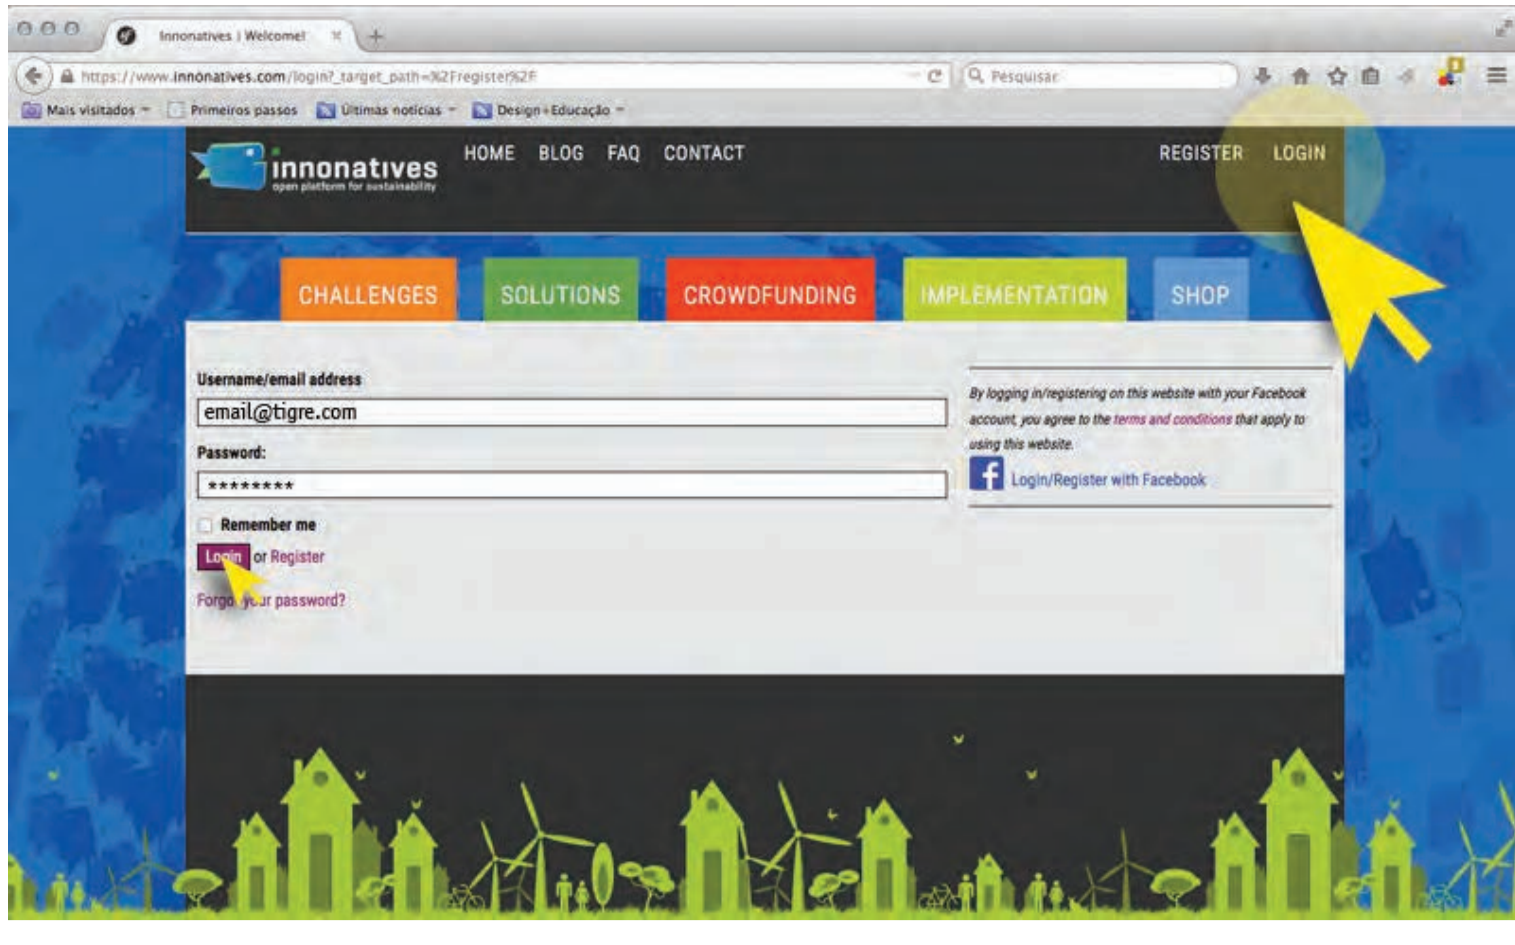 Innonatives | Welcome!
https://www.innonatives.com/login?_target_path=%2Fregister%2F
Pesquisar
Mais visitados
Primeiros passos
Últimas notícias
Design+Educação
innonatives
open platform for sustainability
HOME BLOG FAQ CONTACT
REGISTER LOGIN
CHALLENGES
SOLUTIONS
CROWDFUNDING
IMPLEMENTATION
SHOP
Username/email address
email@tigre.com
Password:
********
Remember me
Login or Register
Forgot your password?
By logging in/registering on this website with your Facebook
account, you agree to the terms and conditions that apply to
using this website.
f Login/Register with Facebook